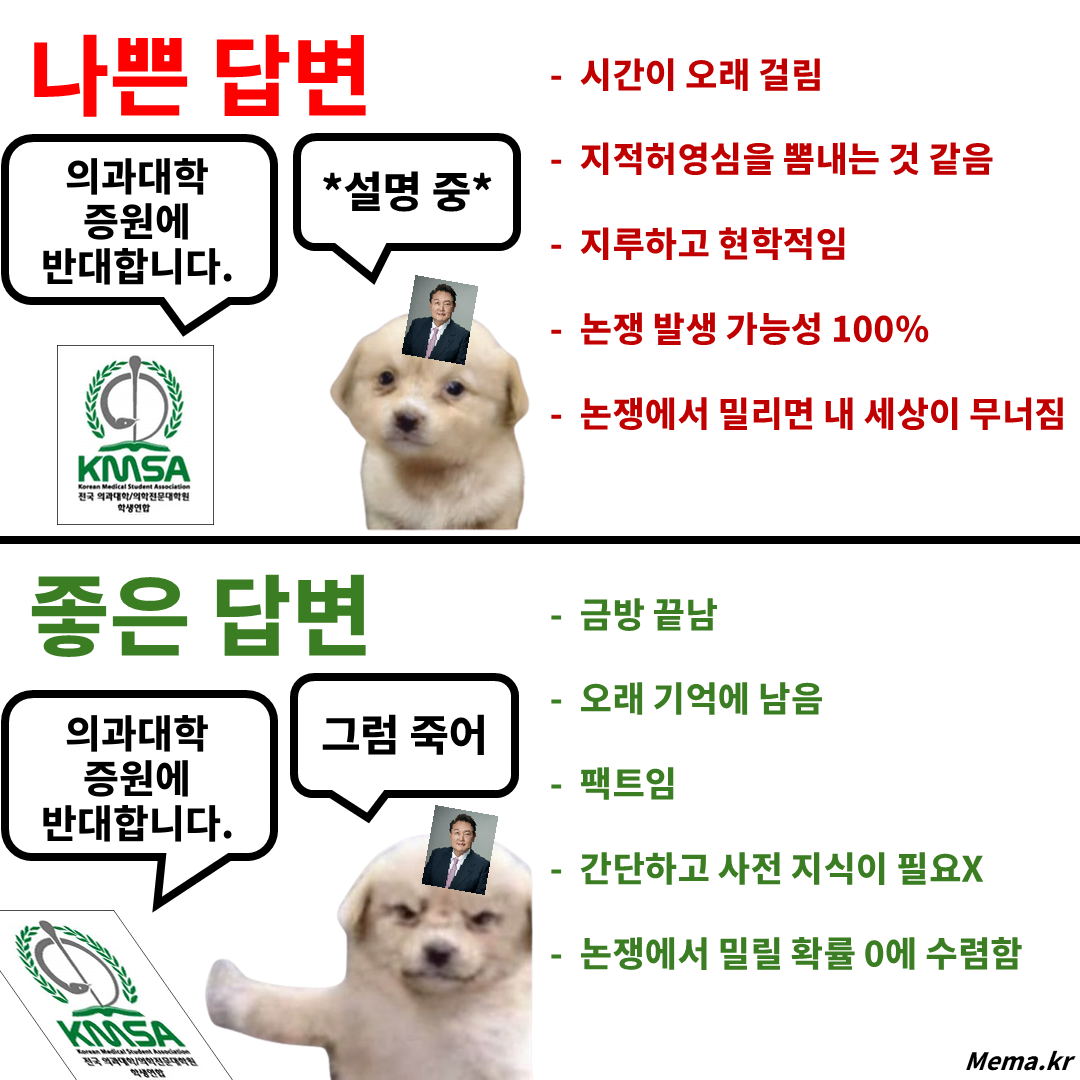 나쁜 답변
의과대학
증원에
반대합니다.
*설명 중*
KMSA
Korean Medical Student Association
전국 의과대학/의학전문대학원
학생연합
- 시간이 오래 걸림
- 지적허영심을 뽐내는 것 같음
- 지루하고 현학적임
- 논쟁 발생 가능성 100%
- 논쟁에서 밀리면 내 세상이 무너짐
좋은 답변
의과대학
증원에
반대합니다.
그럼 죽어
KMSA
Korean Medical Student Association
전국 의과대학/의학전문대학원
학생연합
- 금방 끝남
- 오래 기억에 남음
- 팩트임
- 간단하고 사전 지식이 필요X
- 논쟁에서 밀릴 확률 0에 수렴함
Mema.kr